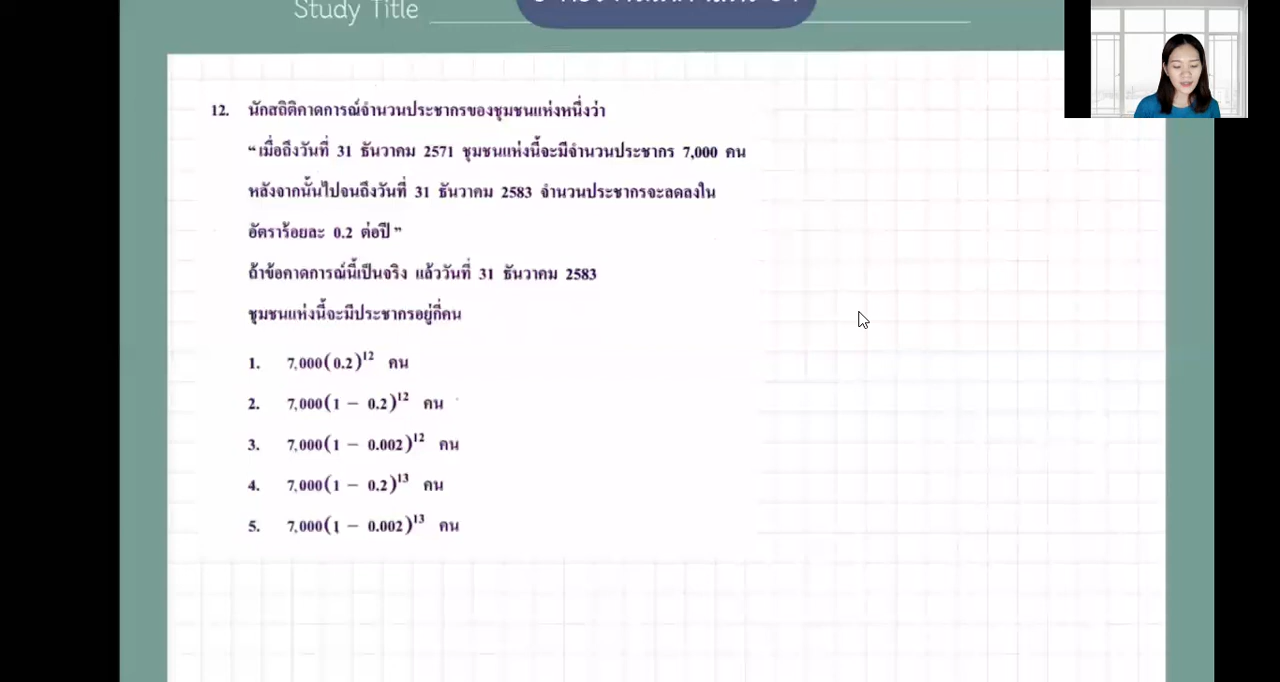 Study Title
12. นักสถิติคาดการณ์จำนวนประชากรของชุมชนแห่งหนึ่งว่า
“เมื่อถึงวันที่ 31 ธันวาคม 2571 ชุมชนแห่งนี้จะมีจำนวนประชากร 7,000 คน
หลังจากนั้นไปจนถึงวันที่ 31 ธันวาคม 2583 จำนวนประชากรจะลดลงใน
อัตราร้อยละ 0.2 ต่อปี”
ถ้าข้อคาดการณ์นี้เป็นจริง แล้ววันที่ 31 ธันวาคม 2583
ชุมชนแห่งนี้จะมีประชากรอยู่กี่คน
1. 7,000(0.2)¹² คน
2. 7,000(1 − 0.2)¹² คน
3. 7,000(1 − 0.002)¹² คน
4. 7,000(1 − 0.2)¹³ คน
5. 7,000(1 − 0.002)¹³ คน